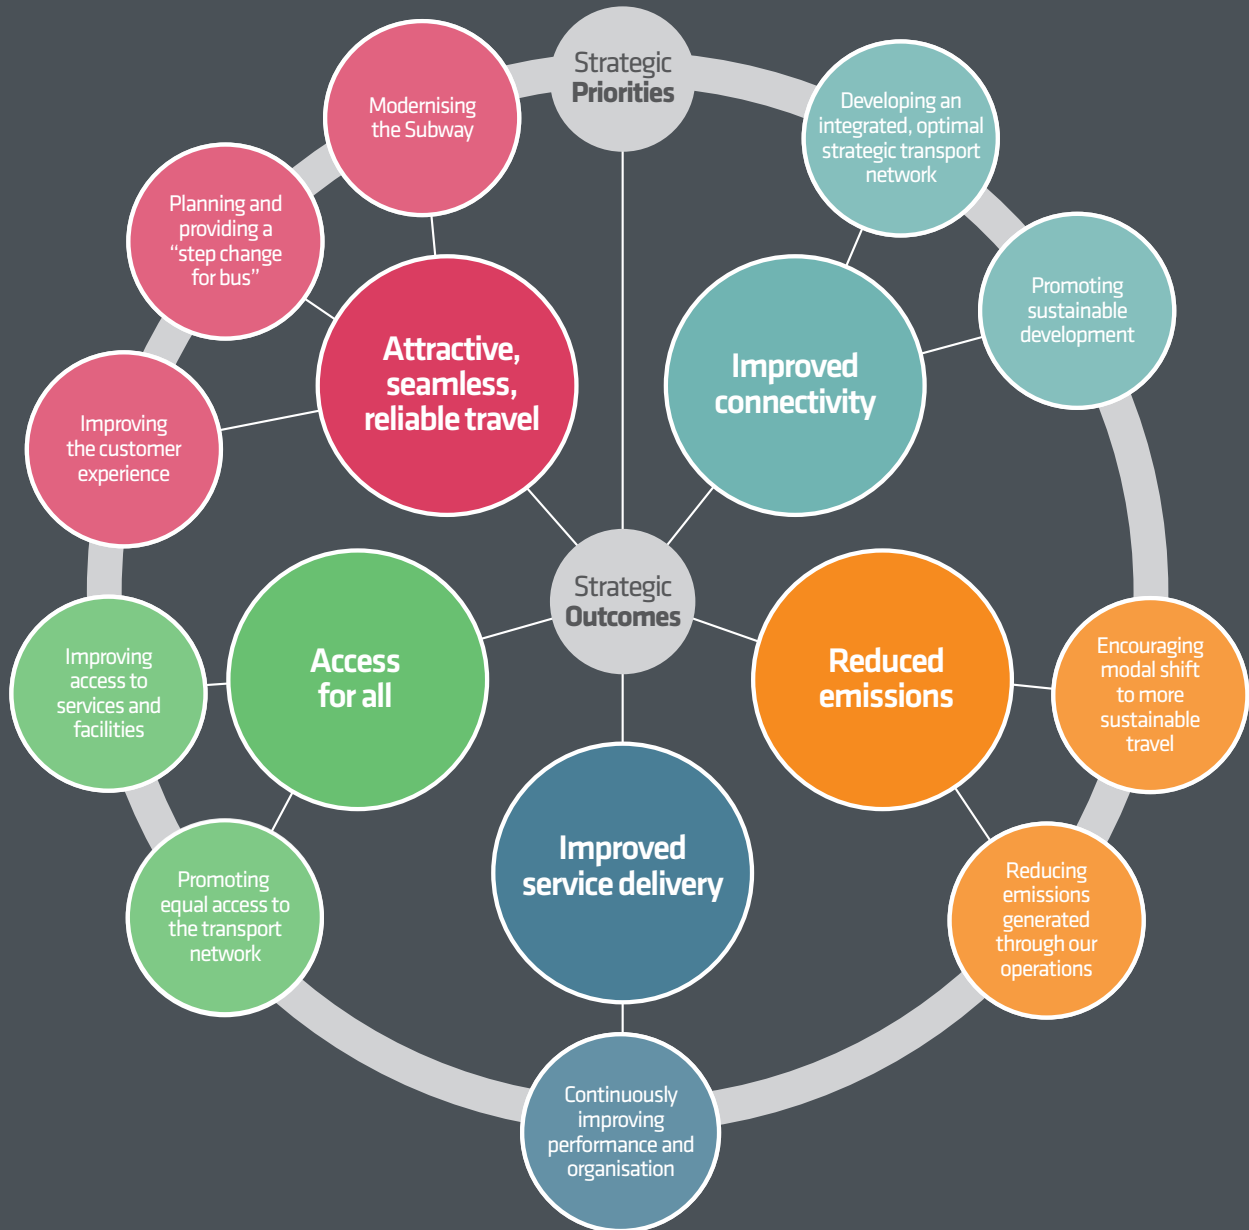 Strategic
Priorities
Modernising
the Subway
Developing an
integrated, optimal
strategic transport
network
Planning and
providing a
“step change
for bus”
Promoting
sustainable
development
Attractive,
seamless,
reliable travel
Improved
connectivity
Improving
the customer
experience
Strategic
Outcomes
Improving
access to
services and
facilities
Access
for all
Reduced
emissions
Encouraging
modal shift
to more
sustainable
travel
Improved
service delivery
Promoting
equal access to
the transport
network
Reducing
emissions
generated
through our
operations
Continuously
improving
performance and
organisation